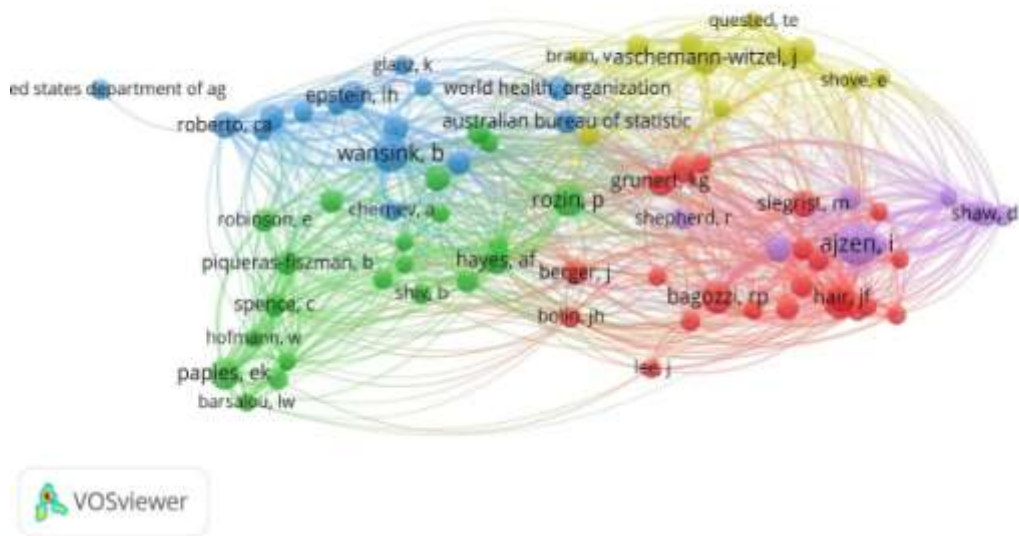 quested, te
braun, v
aschemann-witzel, j
glanz, k
shove, e
ed states department of ag
epstein, lh
world health, organization
roberto, ca
australian bureau of statistic
wansink, b
grunert, kg
rozin, p
siegrist, m
chernev, a
robinson, e
shepherd, r
shaw, d
ajzen, i
piqueras-fiszman, b
hayes, af
berger, j
shiv, b
bagozzi, rp
hair, jf
spence, c
bolin, jh
hofmann, w
lee, j
papies, ek
barsalou, lw
VOSviewer